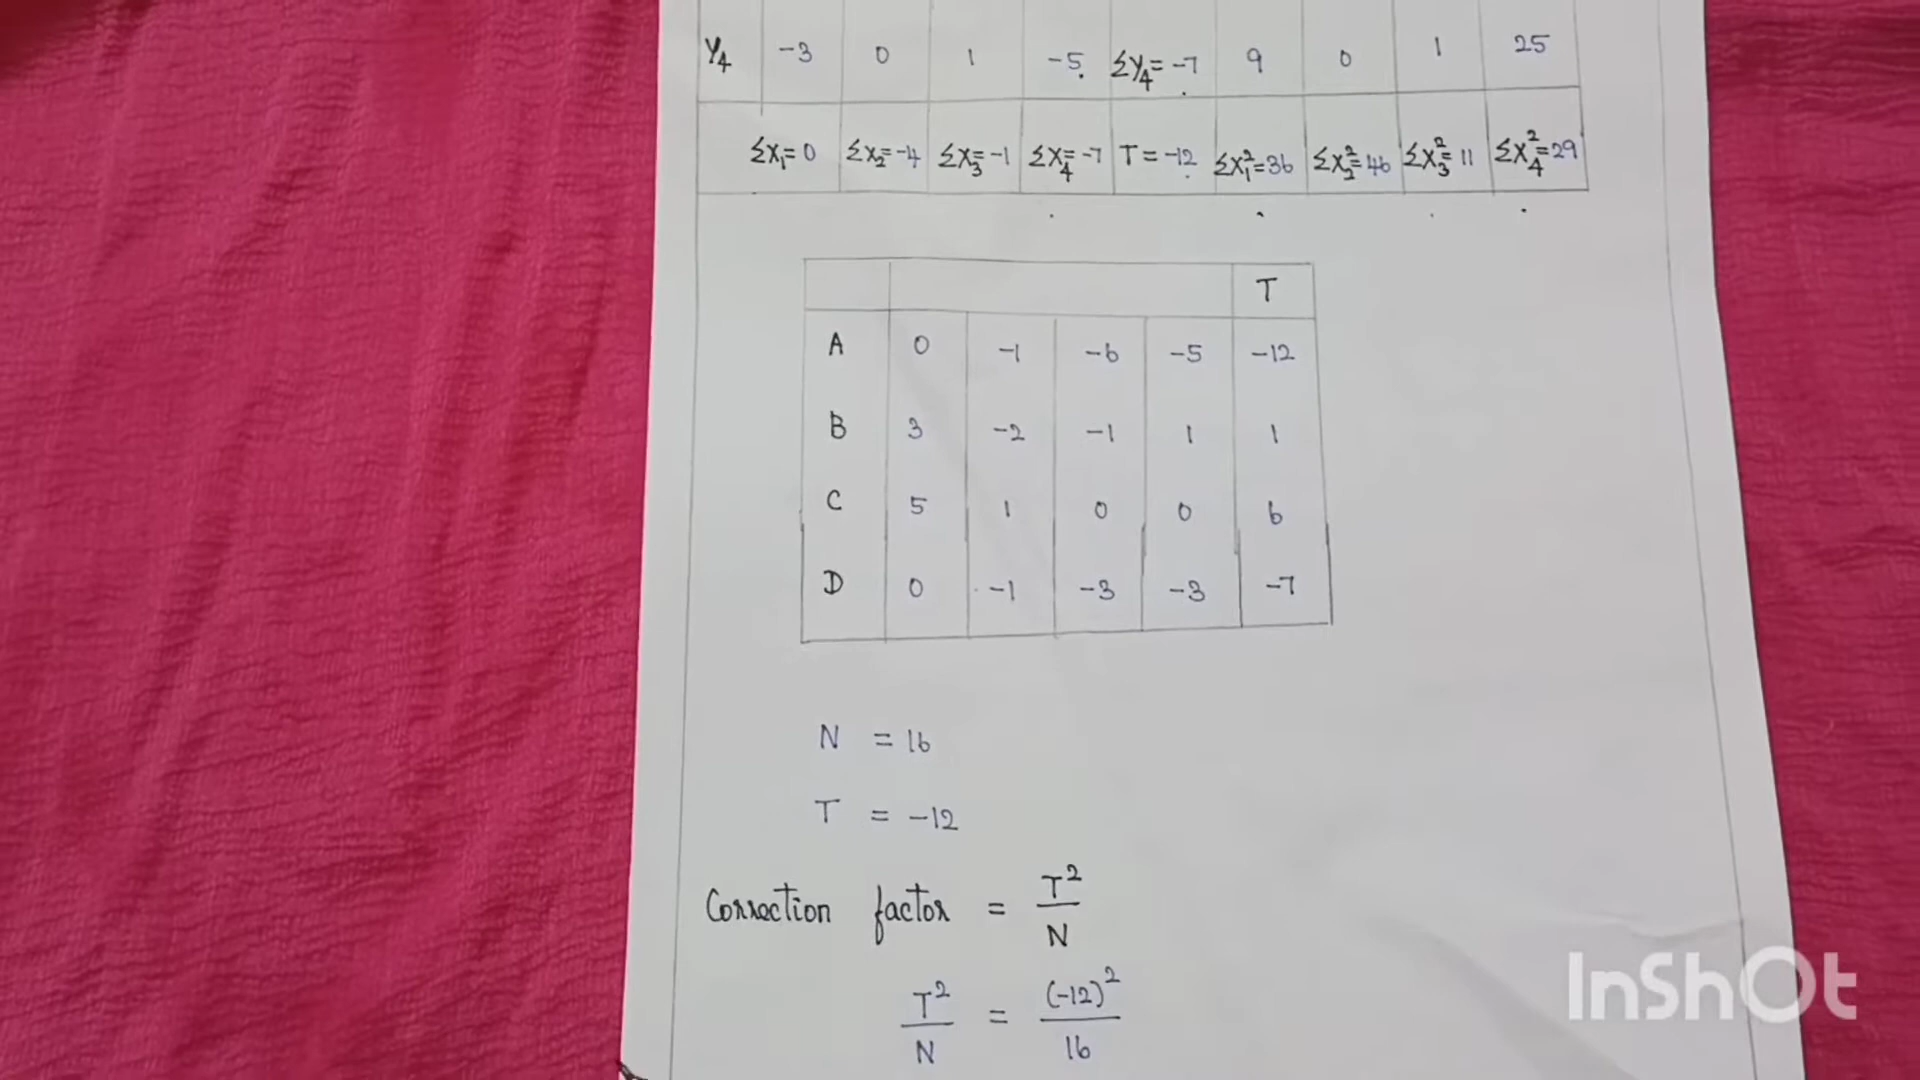 Y₄ -3 0 1 -5 ΣY₄= -7 9 0 1 25
ΣX₁=0 ΣX₂=-4 ΣX₃=-1 ΣX₄=-7 T=-12 ΣX₁²=36 ΣX₂²=46 ΣX₃²=11 ΣX₄²=29
T
A 0 -1 -6 -5 -12
B 3 -2 -1 1 1
C 5 1 0 0 6
D 0 -1 -3 -3 -7
N = 16
T = -12
Correction factor = T²/N
T²/N = (-12)²/16
InShOt